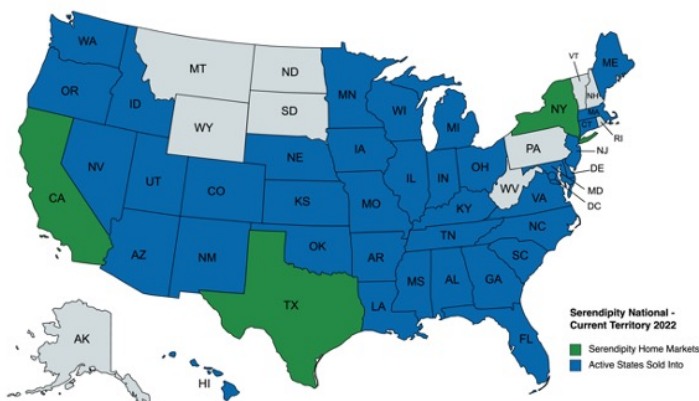 WA
MT
ND
VT
ME
OR
ID
SD
MN
WI
MI
NY
NH
MA
CT
RI
WY
IA
PA
NJ
NV
NE
IL
IN
OH
DE
MD
DC
CA
UT
CO
KS
MO
WV
VA
KY
NC
TN
AZ
NM
OK
AR
SC
MS
AL
GA
TX
LA
FL
AK
HI
Serendipity National -
Current Territory 2022
Serendipity Home Markets
Active States Sold Into